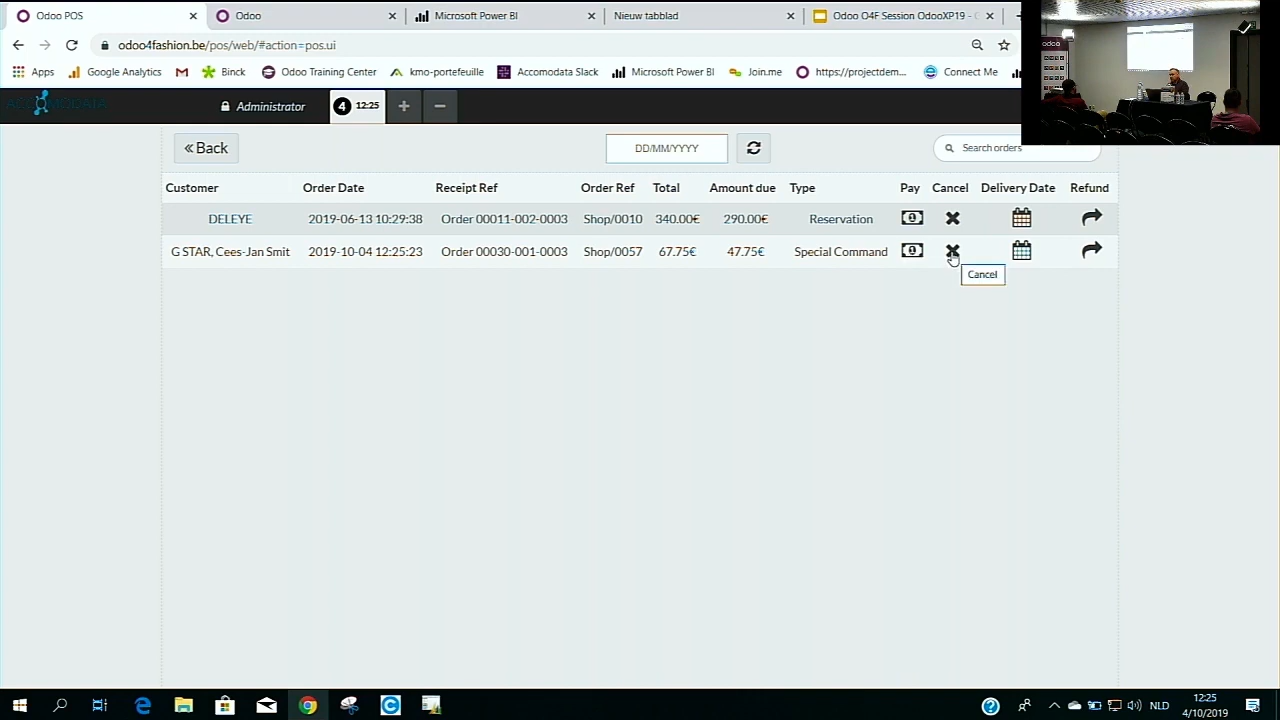 Odoo POS
Odoo
Microsoft Power BI
Nieuw tabblad
Odoo O4F Session OdooXP19 -
odoo4fashion.be/pos/web/#action=pos.ui
Apps
Google Analytics
Binck
Odoo Training Center
kmo-portefeuille
Accomodata Slack
Microsoft Power BI
Join.me
https://projectdem...
Connect Me
ACCOMODATA
Administrator
4 12:25
odoo
Back
DD/MM/YYYY
Search orders
Customer Order Date Receipt Ref Order Ref Total Amount due Type Pay Cancel Delivery Date Refund
DELEYE 2019-06-13 10:29:38 Order 00011-002-0003 Shop/0010 340.00€ 290.00€ Reservation
G STAR, Cees-Jan Smit 2019-10-04 12:25:23 Order 00030-001-0003 Shop/0057 67.75€ 47.75€ Special Command
Cancel
NLD
12:25
4/10/2019